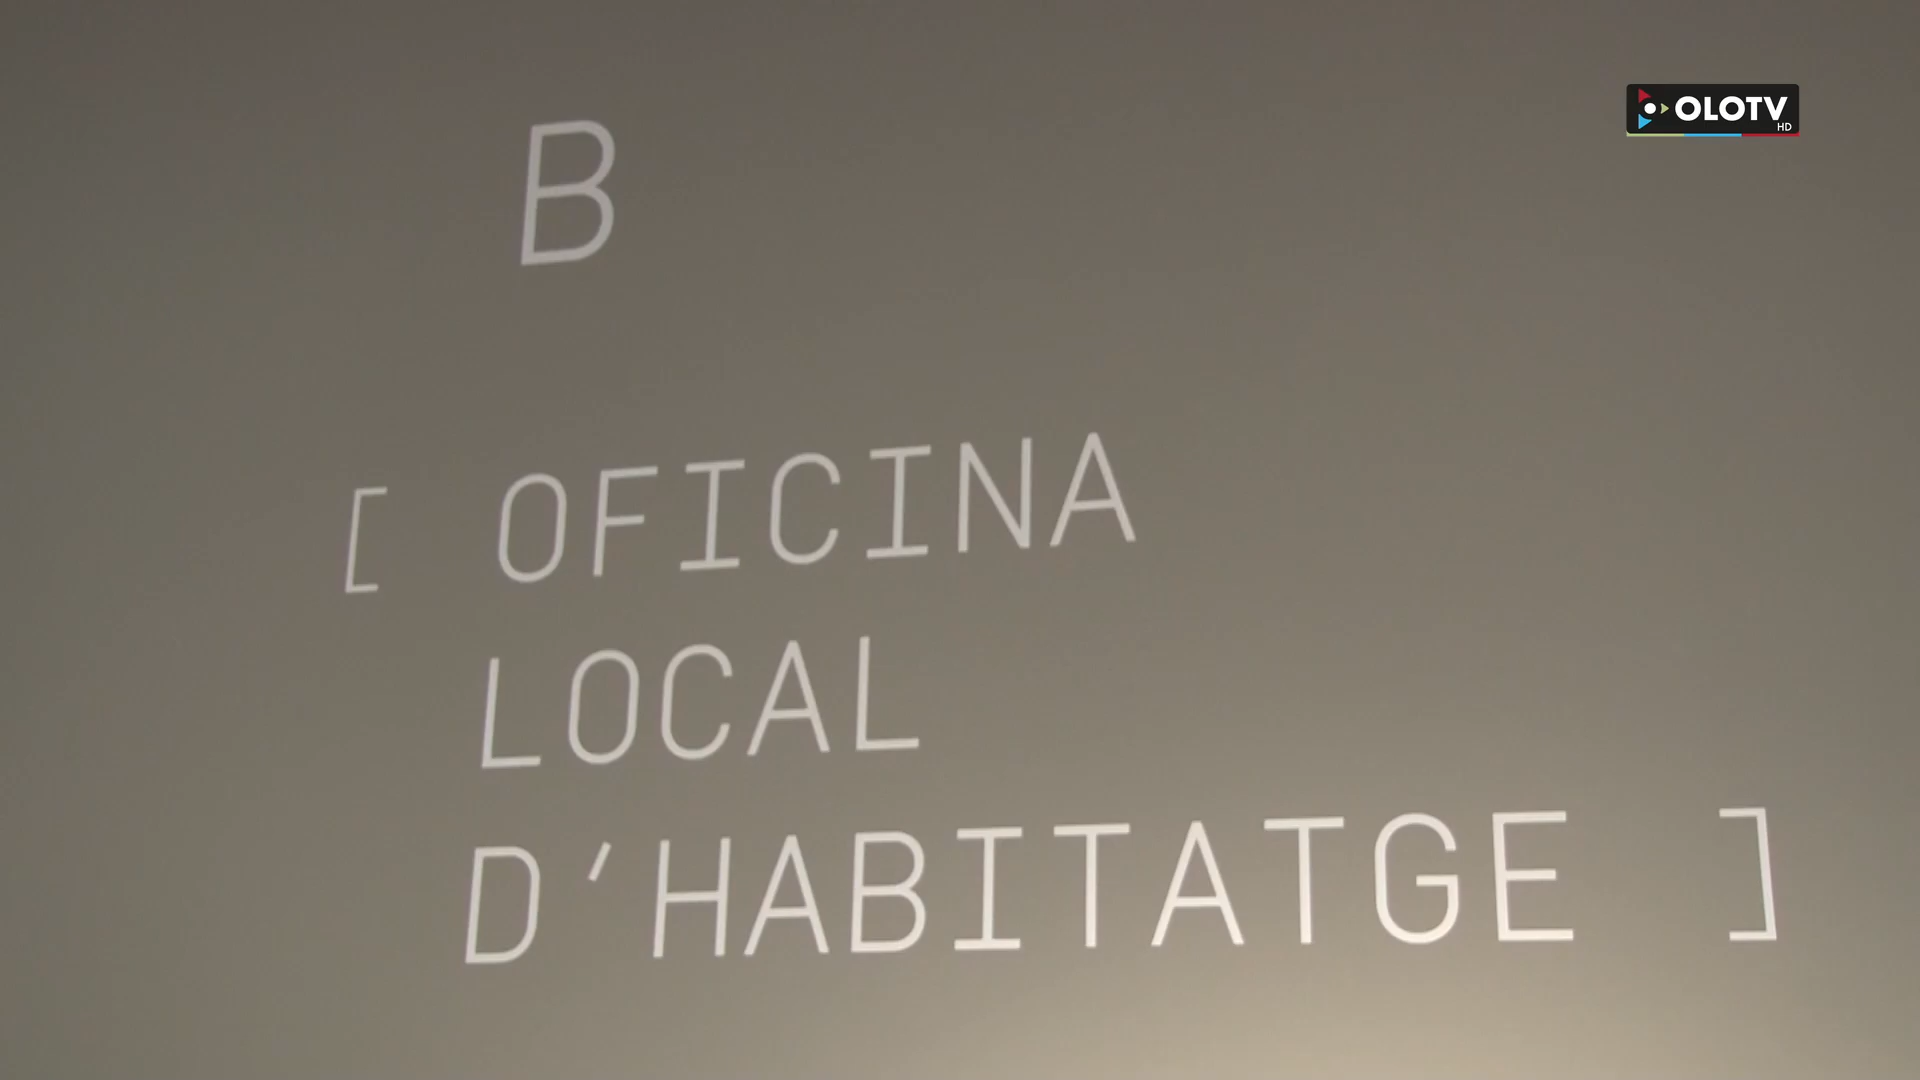 B
OLOTV
HD
[ OFICINA
LOCAL
D'HABITATGE ]